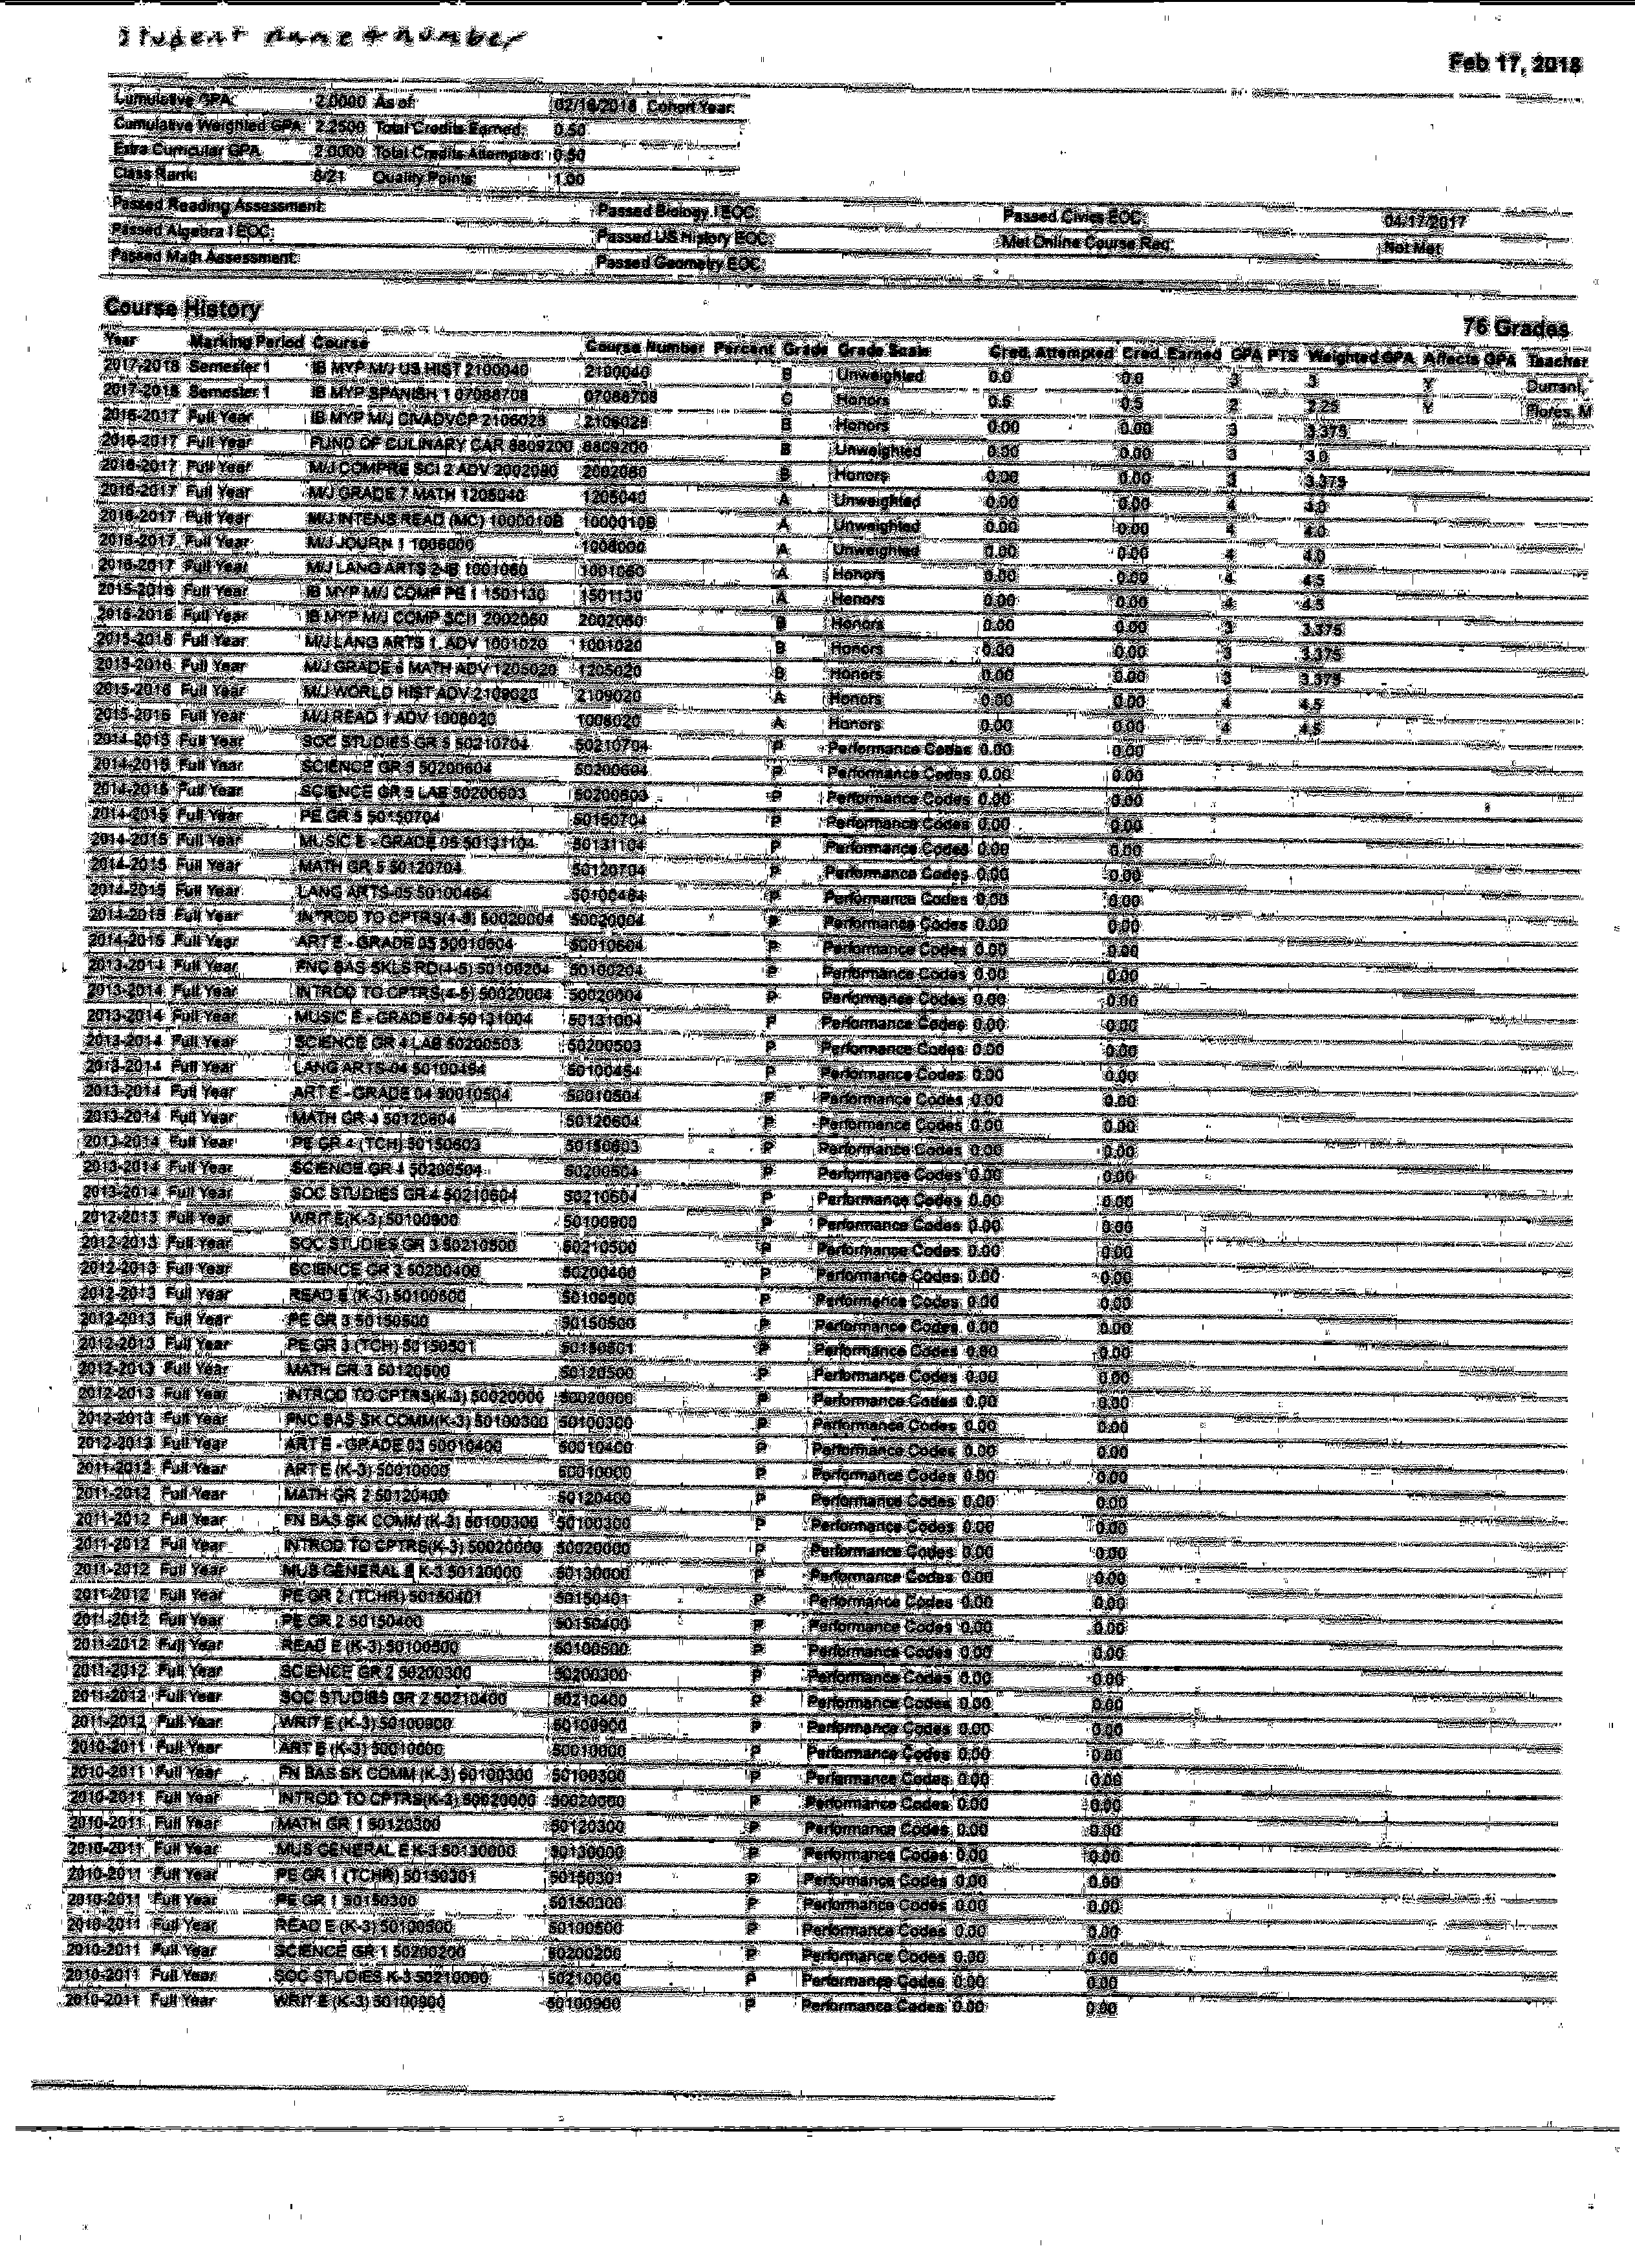 Student name & number
Feb 17, 2018
Cumulative GPA: 2.0000 As of: 02/16/2018 Cohort Year:
Cumulative Weighted GPA 2.2500 Total Credits Earned: 0.50
Extra Curricular GPA 2.0000 Total Credits Attempted: 0.50
Class Rank: 8/21 Quality Points: 1.00
Passed Reading Assessment: Passed Biology I EOC: Passed Civics EOC: 04/17/2017
Passed Algebra I EOC: Passed US History EOC: Met Online Course Req: Not Met
Passed Math Assessment: Passed Geometry EOC:
Course History
76 Grades
Year Marking Period Course Course Number Percent Grade Grade Scale Cred. Attempted Cred. Earned GPA PTS Weighted GPA Affects GPA Teacher
2017-2018 Semester 1 IB MYP M/J US HIST 2100040 2100040 B Unweighted 0.0 0.0 3 3 Y Durrani,
2017-2018 Semester 1 IB MYP SPANISH 1 07088708 07088708 C Honors 0.5 0.5 2 2.25 Y Flores, M
2016-2017 Full Year IB MYP M/J CIVADVCP 2106028 2106028 B Honors 0.00 0.00 3 3.375
2016-2017 Full Year FUND OF CULINARY CAR 8809200 8809200 B Unweighted 0.00 0.00 3 3.0
2016-2017 Full Year M/J COMPRE SCI 2 ADV 2002080 2002080 B Honors 0.00 0.00 3 3.375
2016-2017 Full Year M/J GRADE 7 MATH 1205040 1205040 A Unweighted 0.00 0.00 4 4.0
2016-2017 Full Year M/J INTENS READ (MC) 1000010B 1000010B A Unweighted 0.00 0.00 4 4.0
2016-2017 Full Year M/J JOURN 1 1006000 1006000 A Unweighted 0.00 0.00 4 4.0
2016-2017 Full Year M/J LANG ARTS 2-IB 1001060 1001060 A Honors 0.00 0.00 4 4.5
2015-2016 Full Year IB MYP M/J COMP PE 1 1501130 1501130 A Honors 0.00 0.00 4 4.5
2015-2016 Full Year IB MYP M/J COMP SCI1 2002050 2002050 B Honors 0.00 0.00 3 3.375
2015-2016 Full Year M/J LANG ARTS 1, ADV 1001020 1001020 B Honors 0.00 0.00 3 3.375
2015-2016 Full Year M/J GRADE 6 MATH ADV 1205020 1205020 B Honors 0.00 0.00 3 3.375
2015-2016 Full Year M/J WORLD HIST ADV 2109020 2109020 A Honors 0.00 0.00 4 4.5
2015-2016 Full Year M/J READ 1 ADV 1008020 1008020 A Honors 0.00 0.00 4 4.5
2014-2015 Full Year SOC STUDIES GR 5 50210704 50210704 P Performance Codes 0.00 0.00
2014-2015 Full Year SCIENCE GR 5 50200604 50200604 P Performance Codes 0.00 0.00
2014-2015 Full Year SCIENCE GR 5 LAB 50200603 50200603 P Performance Codes 0.00 0.00
2014-2015 Full Year PE GR 5 50150704 50150704 P Performance Codes 0.00 0.00
2014-2015 Full Year MUSIC E - GRADE 05 50131104 50131104 P Performance Codes 0.00 0.00
2014-2015 Full Year MATH GR 5 50120704 50120704 P Performance Codes 0.00 0.00
2014-2015 Full Year LANG ARTS-05 50100464 50100464 P Performance Codes 0.00 0.00
2014-2015 Full Year INTROD TO CPTRS(4-5) 50020004 50020004 P Performance Codes 0.00 0.00
2014-2015 Full Year ART E - GRADE 05 50010604 50010604 P Performance Codes 0.00 0.00
2013-2014 Full Year FNC BAS SKLS RD(4-5) 50100204 50100204 P Performance Codes 0.00 0.00
2013-2014 Full Year INTROD TO CPTRS(4-5) 50020004 50020004 P Performance Codes 0.00 0.00
2013-2014 Full Year MUSIC E - GRADE 04 50131004 50131004 P Performance Codes 0.00 0.00
2013-2014 Full Year SCIENCE GR 4 LAB 50200503 50200503 P Performance Codes 0.00 0.00
2013-2014 Full Year LANG ARTS-04 50100454 50100454 P Performance Codes 0.00 0.00
2013-2014 Full Year ART E - GRADE 04 50010504 50010504 P Performance Codes 0.00 0.00
2013-2014 Full Year MATH GR 4 50120604 50120604 P Performance Codes 0.00 0.00
2013-2014 Full Year PE GR 4 (TCH) 50150603 50150603 P Performance Codes 0.00 0.00
2013-2014 Full Year SCIENCE GR 4 50200504 50200504 P Performance Codes 0.00 0.00
2013-2014 Full Year SOC STUDIES GR 4 50210604 50210604 P Performance Codes 0.00 0.00
2012-2013 Full Year WRIT E(K-3) 50100900 50100900 P Performance Codes 0.00 0.00
2012-2013 Full Year SOC STUDIES GR 3 50210500 50210500 P Performance Codes 0.00 0.00
2012-2013 Full Year SCIENCE GR 3 50200400 50200400 P Performance Codes 0.00 0.00
2012-2013 Full Year READ E (K-3) 50100500 50100500 P Performance Codes 0.00 0.00
2012-2013 Full Year PE GR 3 50150500 50150500 P Performance Codes 0.00 0.00
2012-2013 Full Year PE GR 3 (TCH) 50150501 50150501 P Performance Codes 0.00 0.00
2012-2013 Full Year MATH GR 3 50120500 50120500 P Performance Codes 0.00 0.00
2012-2013 Full Year INTROD TO CPTRS(K-3) 50020000 50020000 P Performance Codes 0.00 0.00
2012-2013 Full Year FNC BAS SK COMM(K-3) 50100300 50100300 P Performance Codes 0.00 0.00
2012-2013 Full Year ART E - GRADE 03 50010400 50010400 P Performance Codes 0.00 0.00
2011-2012 Full Year ART E (K-3) 50010000 50010000 P Performance Codes 0.00 0.00
2011-2012 Full Year MATH GR 2 50120400 50120400 P Performance Codes 0.00 0.00
2011-2012 Full Year FN BAS SK COMM (K-3) 50100300 50100300 P Performance Codes 0.00 0.00
2011-2012 Full Year INTROD TO CPTRS(K-3) 50020000 50020000 P Performance Codes 0.00 0.00
2011-2012 Full Year MUS GENERAL E K-3 50130000 50130000 P Performance Codes 0.00 0.00
2011-2012 Full Year PE GR 2 (TCHR) 50150401 50150401 P Performance Codes 0.00 0.00
2011-2012 Full Year PE GR 2 50150400 50150400 P Performance Codes 0.00 0.00
2011-2012 Full Year READ E (K-3) 50100500 50100500 P Performance Codes 0.00 0.00
2011-2012 Full Year SCIENCE GR 2 50200300 50200300 P Performance Codes 0.00 0.00
2011-2012 Full Year SOC STUDIES GR 2 50210400 50210400 P Performance Codes 0.00 0.00
2011-2012 Full Year WRIT E (K-3) 50100900 50100900 P Performance Codes 0.00 0.00
2010-2011 Full Year ART E (K-3) 50010000 50010000 P Performance Codes 0.00 0.00
2010-2011 Full Year FN BAS SK COMM (K-3) 50100300 50100300 P Performance Codes 0.00 0.00
2010-2011 Full Year INTROD TO CPTRS(K-3) 50020000 50020000 P Performance Codes 0.00 0.00
2010-2011 Full Year MATH GR 1 50120300 50120300 P Performance Codes 0.00 0.00
2010-2011 Full Year MUS GENERAL E K-3 50130000 50130000 P Performance Codes 0.00 0.00
2010-2011 Full Year PE GR 1 (TCHR) 50150301 50150301 P Performance Codes 0.00 0.00
2010-2011 Full Year PE GR 1 50150300 50150300 P Performance Codes 0.00 0.00
2010-2011 Full Year READ E (K-3) 50100500 50100500 P Performance Codes 0.00 0.00
2010-2011 Full Year SCIENCE GR 1 50200200 50200200 P Performance Codes 0.00 0.00
2010-2011 Full Year SOC STUDIES K-3 50210000 50210000 P Performance Codes 0.00 0.00
2010-2011 Full Year WRIT E (K-3) 50100900 50100900 P Performance Codes 0.00 0.00